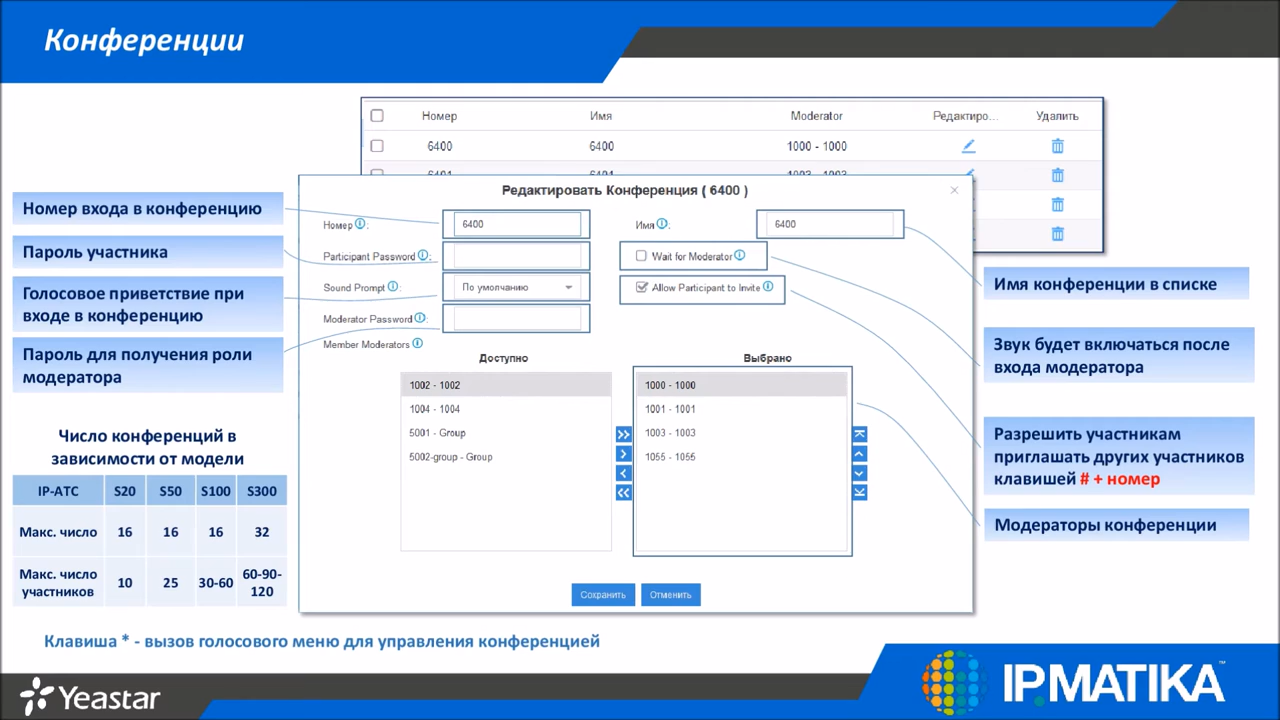 Конференции
Номер Имя Moderator Редактиро... Удалить
6400 6400 1000 - 1000
Редактировать Конференция ( 6400 )
Номер входа в конференцию
Пароль участника
Голосовое приветствие при
входе в конференцию
Пароль для получения роли
модератора
Номер: 6400 Имя: 6400
Participant Password: Wait for Moderator
Sound Prompt: По умолчанию Allow Participant to Invite
Moderator Password:
Member Moderators
Доступно Выбрано
1002 - 1002 1000 - 1000
1004 - 1004 1001 - 1001
5001 - Group 1003 - 1003
5002-group - Group 1055 - 1055
Сохранить Отменить
Имя конференции в списке
Звук будет включаться после
входа модератора
Разрешить участникам
приглашать других участников
клавишей # + номер
Модераторы конференции
Число конференций в
зависимости от модели
IP-АТС S20 S50 S100 S300
Макс. число 16 16 16 32
Макс. число
участников 10 25 30-60 60-90-
120
Клавиша * - вызов голосового меню для управления конференцией
Yeastar
IPMATIKA™